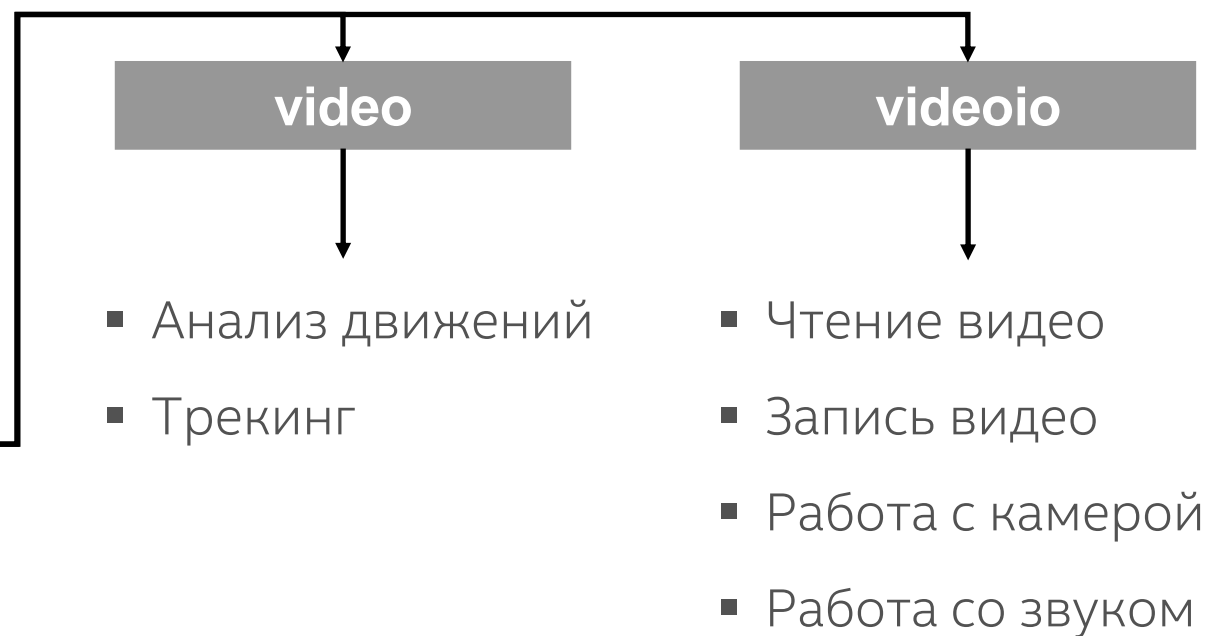 video
videoio
▪ Анализ движений
▪ Трекинг
▪ Чтение видео
▪ Запись видео
▪ Работа с камерой
▪ Работа со звуком